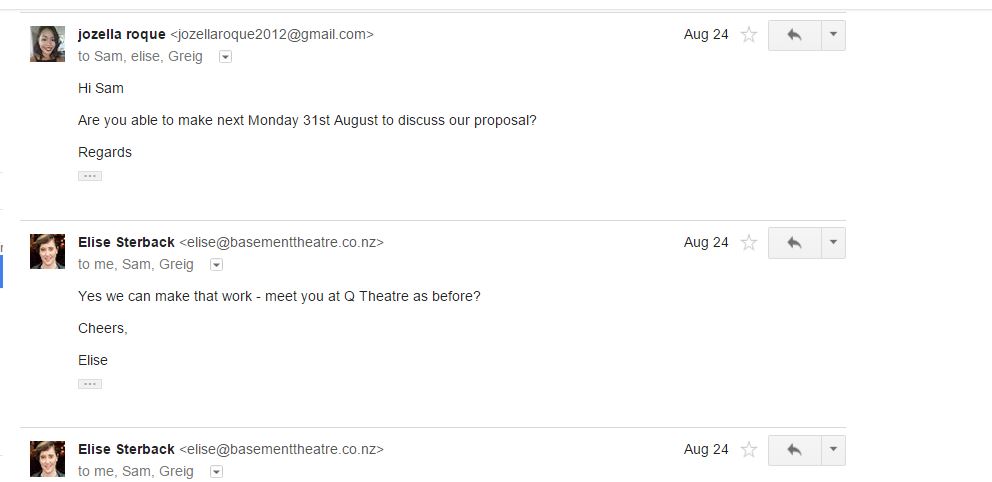 jozella roque <jozellaroque2012@gmail.com> Aug 24
to Sam, elise, Greig
Hi Sam
Are you able to make next Monday 31st August to discuss our proposal?
Regards
...
Elise Sterback <elise@basementtheatre.co.nz> Aug 24
to me, Sam, Greig
Yes we can make that work - meet you at Q Theatre as before?
Cheers,
Elise
...
Elise Sterback <elise@basementtheatre.co.nz> Aug 24
to me, Sam, Greig